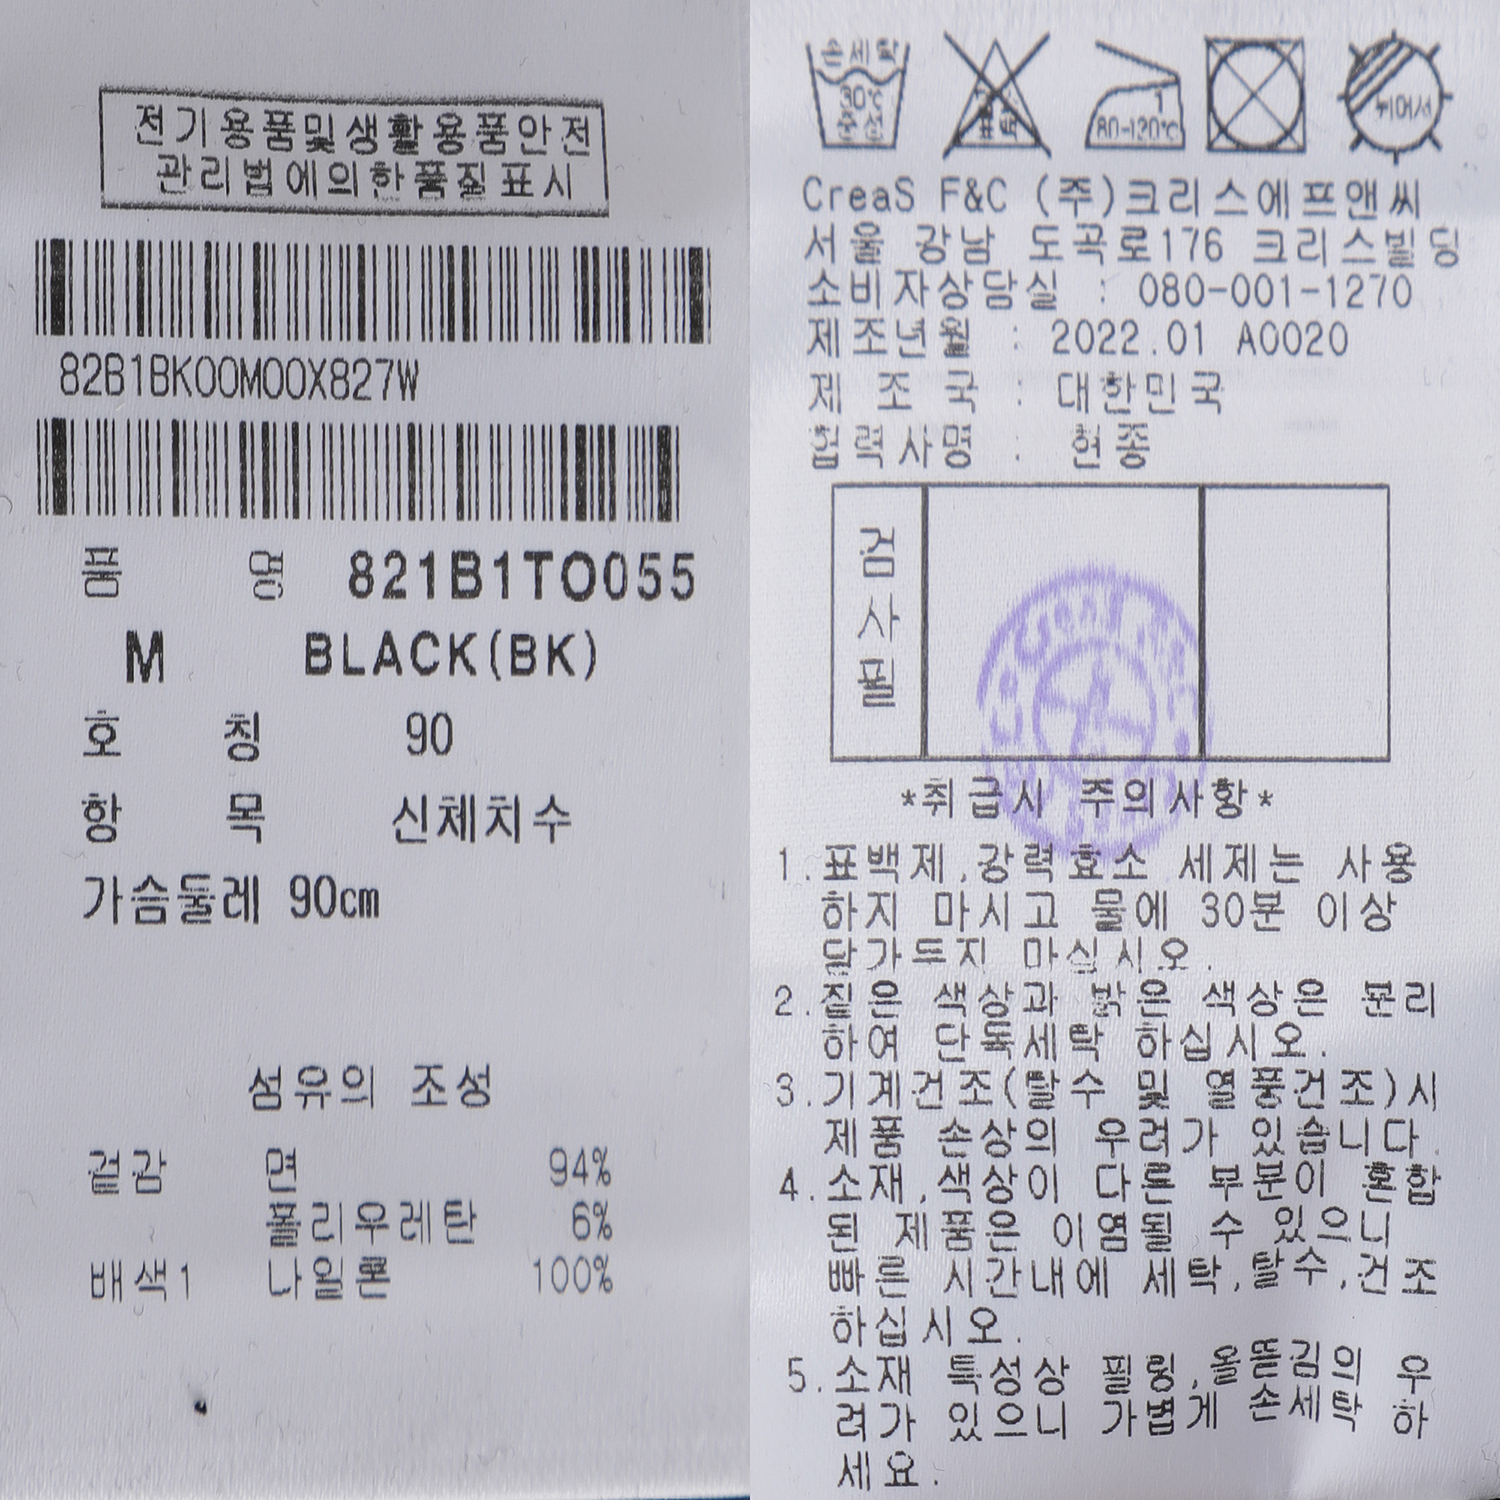 전기용품및생활용품안전
관리법에의한품질표시
82B1BK00M00X827W
품 명 821B1TO055
M BLACK(BK)
호 칭 90
항 목 신체치수
가슴둘레 90cm
섬유의 조성
겉감 면 94%
폴리우레탄 6%
배색1 나일론 100%
손세탁
30℃
중성
1
80-120℃
뉘어서
CreaS F&C (주)크리스에프앤씨
서울 강남 도곡로176 크리스빌딩
소비자상담실 : 080-001-1270
제조년월 : 2022.01 A0020
제 조 국 : 대한민국
협력사명 : 현종
검
사
필
*취급시 주의사항*
1.표백제,강력효소 세제는 사용
하지 마시고 물에 30분 이상
담가두지 마십시오.
2.짙은 색상과 밝은 색상은 분리
하여 단독세탁 하십시오.
3.기계건조(탈수 및 열풍건조)시
제품 손상의 우려가 있습니다.
4.소재,색상이 다른 부분이 혼합
된 제품은 이염될 수 있으니
빠른 시간내에 세탁,탈수,건조
하십시오.
5.소재 특성상 필링,올뜯김의 우
려가 있으니 가볍게 손세탁 하
세요.